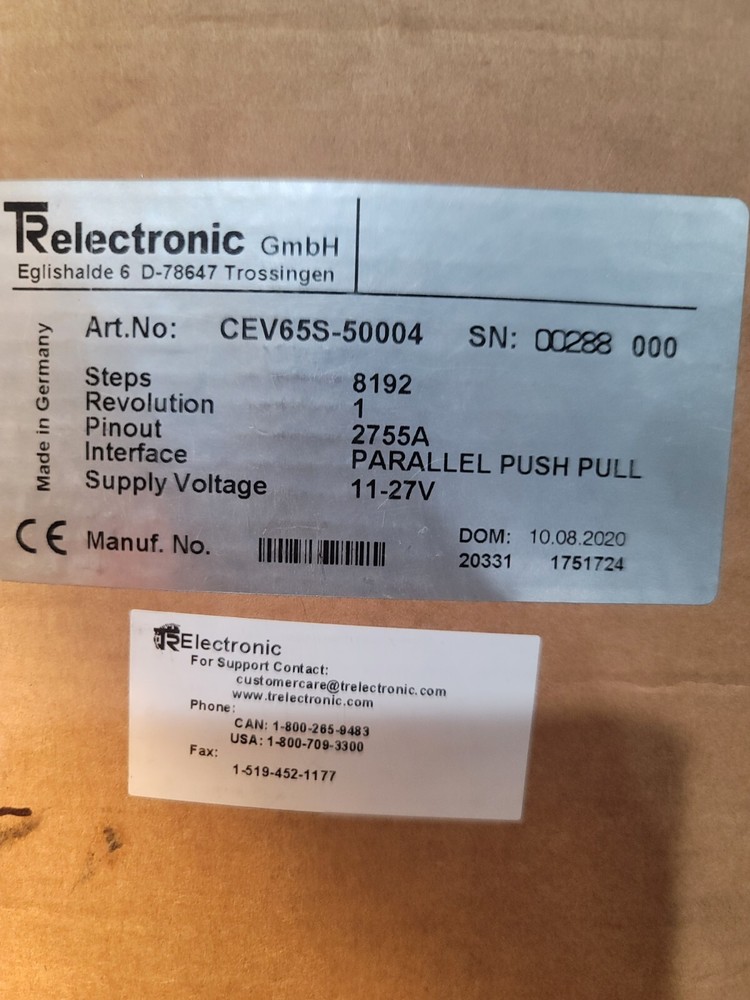 TRelectronic GmbH
Eglishalde 6 D-78647 Trossingen
Made in Germany
Art.No: CEV65S-50004 SN: 00288 000
Steps 8192
Revolution 1
Pinout 2755A
Interface PARALLEL PUSH PULL
Supply Voltage 11-27V
CE Manuf. No. DOM: 10.08.2020
20331 1751724
TRElectronic
For Support Contact:
customercare@trelectronic.com
www.trelectronic.com
Phone:
CAN: 1-800-265-9483
USA: 1-800-709-3300
Fax:
1-519-452-1177